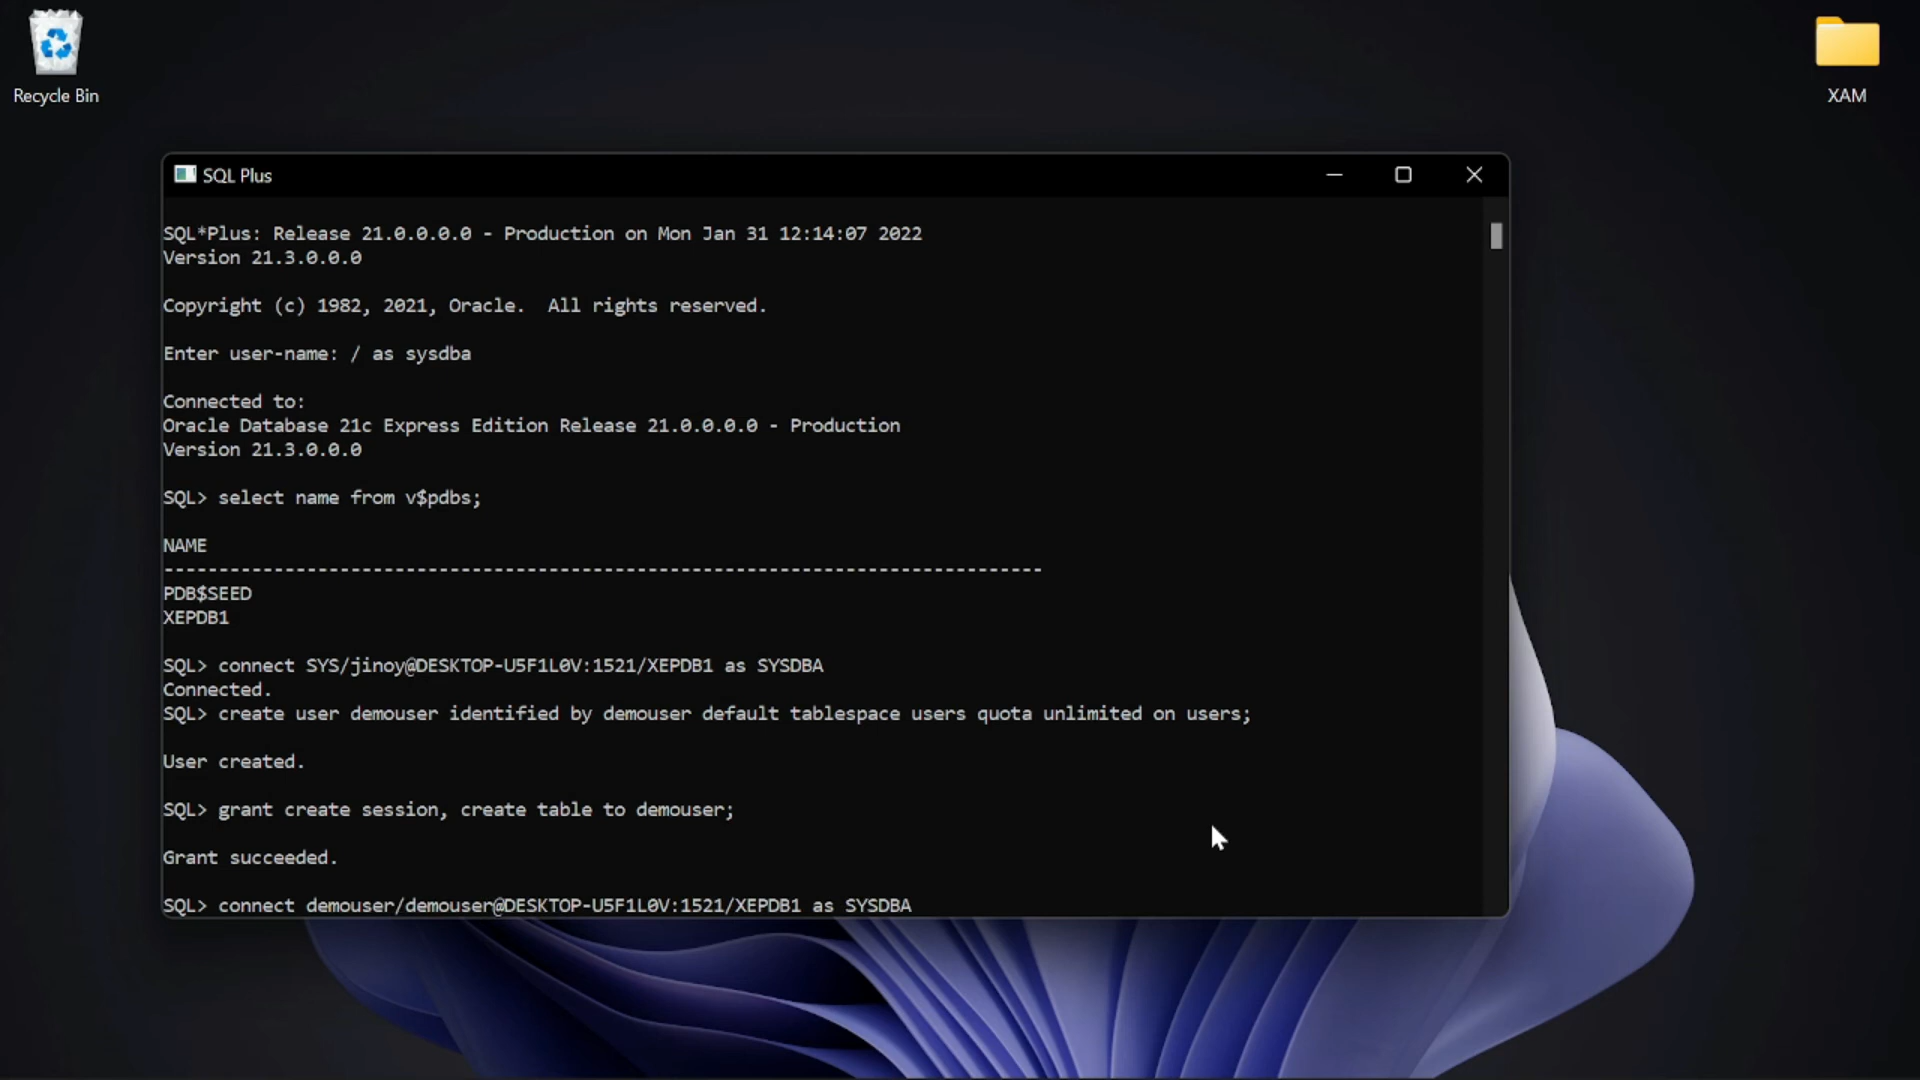 Recycle Bin
XAM
SQL Plus
SQL*Plus: Release 21.0.0.0.0 - Production on Mon Jan 31 12:14:07 2022
Version 21.3.0.0.0
Copyright (c) 1982, 2021, Oracle.  All rights reserved.
Enter user-name: / as sysdba
Connected to:
Oracle Database 21c Express Edition Release 21.0.0.0.0 - Production
Version 21.3.0.0.0
SQL> select name from v$pdbs;
NAME
--------------------------------------------------------------------------------
PDB$SEED
XEPDB1
SQL> connect SYS/jinoy@DESKTOP-U5F1L0V:1521/XEPDB1 as SYSDBA
Connected.
SQL> create user demouser identified by demouser default tablespace users quota unlimited on users;
User created.
SQL> grant create session, create table to demouser;
Grant succeeded.
SQL> connect demouser/demouser@DESKTOP-U5F1L0V:1521/XEPDB1 as SYSDBA